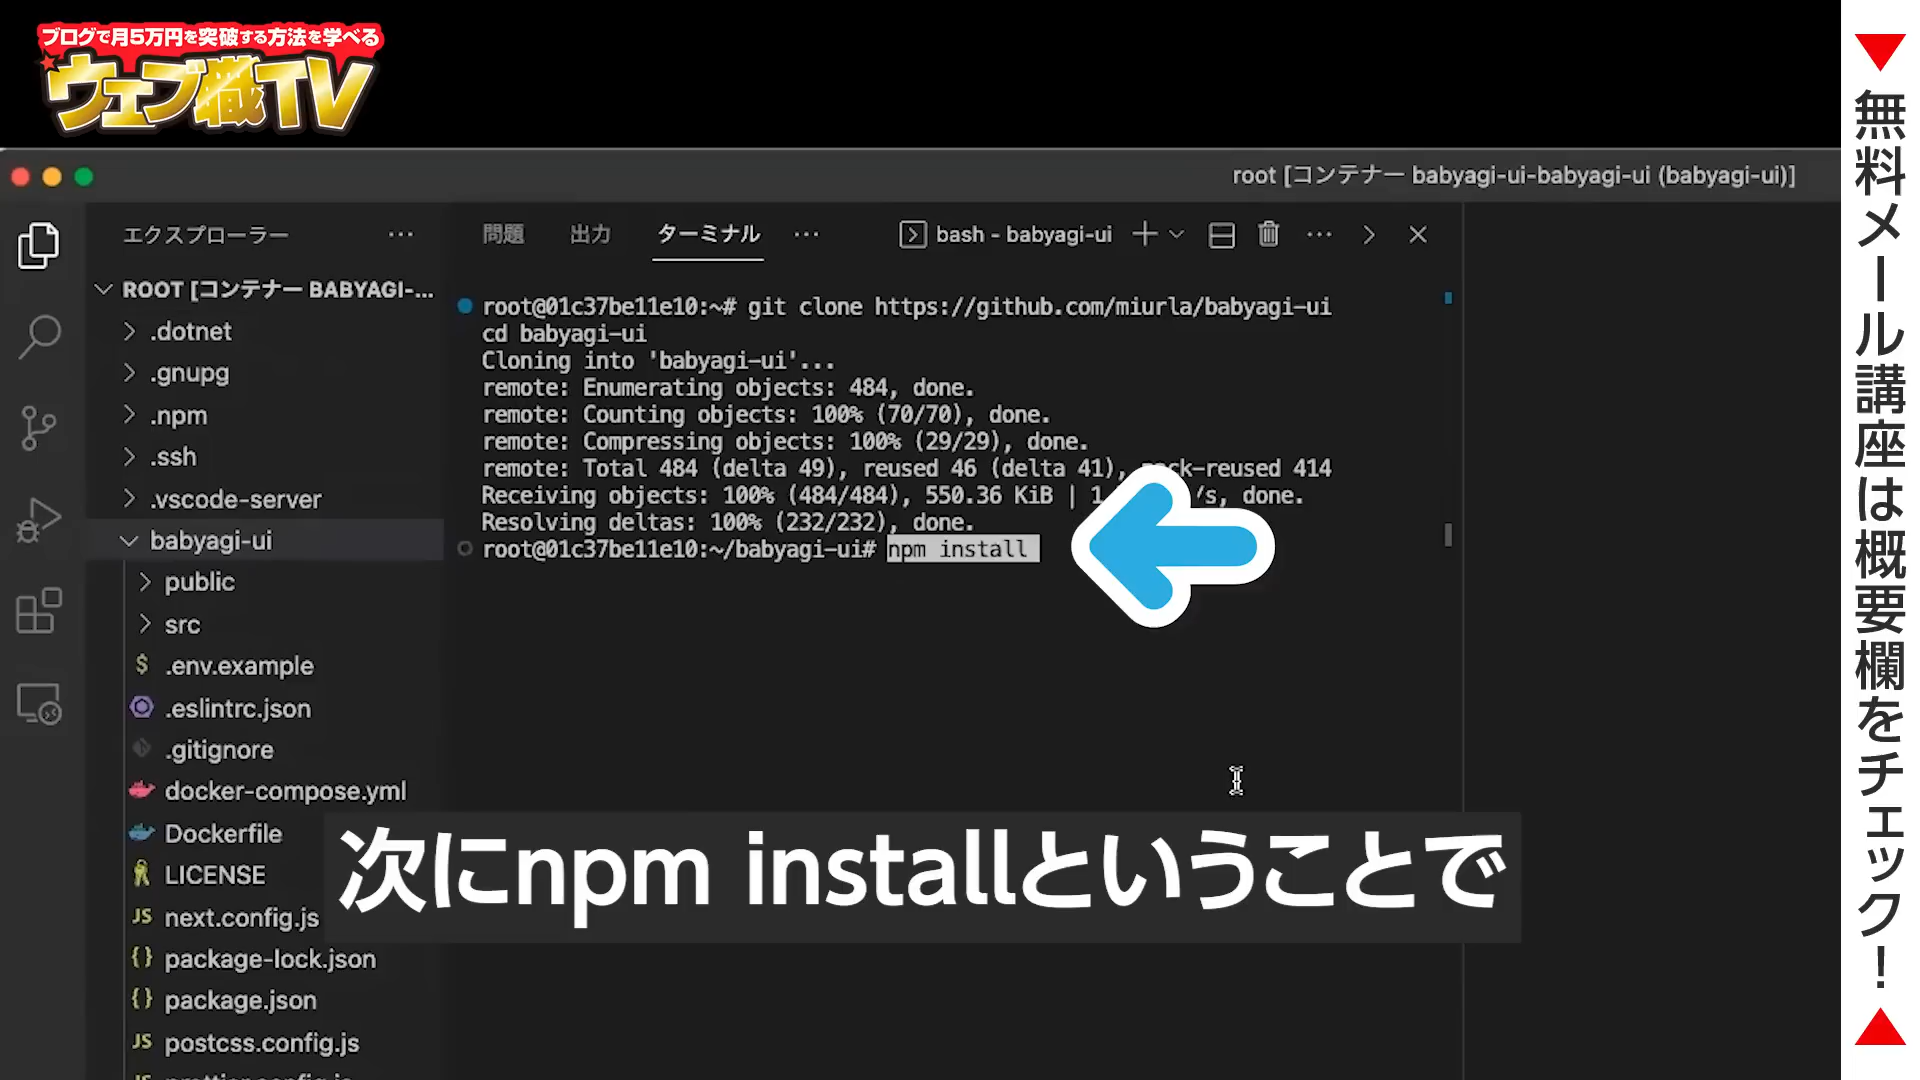 ブログで月5万円を突破する方法を学べる
ウェブ職TV
root [コンテナー babyagi-ui-babyagi-ui (babyagi-ui)]
エクスプローラー
ROOT [コンテナー BABYAGI-...
.dotnet
.gnupg
.npm
.ssh
.vscode-server
babyagi-ui
public
src
.env.example
.eslintrc.json
.gitignore
docker-compose.yml
Dockerfile
LICENSE
next.config.js
package-lock.json
package.json
postcss.config.js
問題 出力 ターミナル ··· bash - babyagi-ui
root@01c37be11e10:~# git clone https://github.com/miurla/babyagi-ui
cd babyagi-ui
Cloning into 'babyagi-ui'...
remote: Enumerating objects: 484, done.
remote: Counting objects: 100% (70/70), done.
remote: Compressing objects: 100% (29/29), done.
remote: Total 484 (delta 49), reused 46 (delta 41), -reused 414
Receiving objects: 100% (484/484), 550.36 KiB | /s, done.
Resolving deltas: 100% (232/232), done.
root@01c37be11e10:~/babyagi-ui# npm install
次にnpm installということで
▼無料メール講座は概要欄をチェック！▲